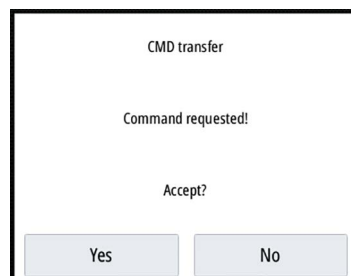 CMD transfer
Command requested!
Accept?
Yes
No